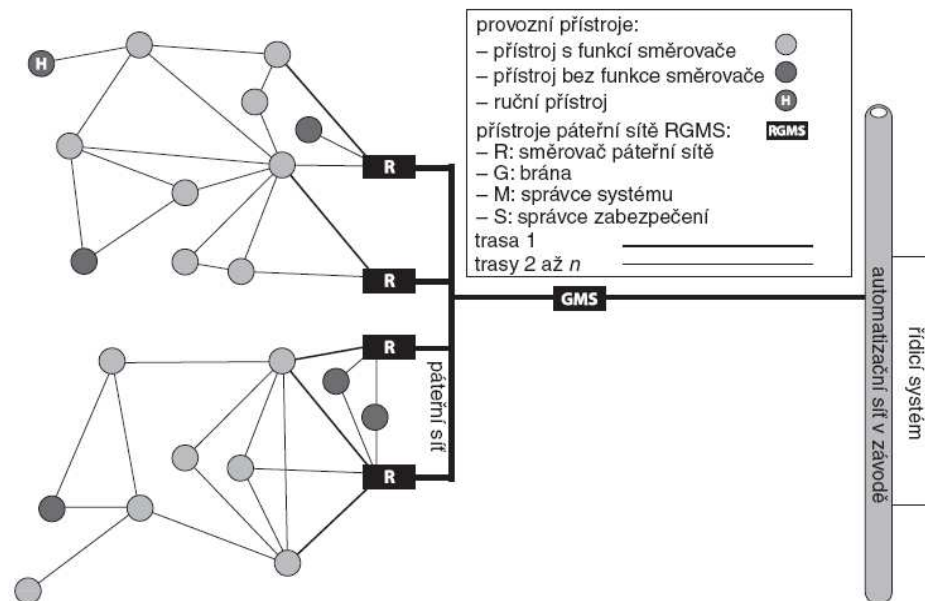 provozní přístroje:
– přístroj s funkcí směrovače
– přístroj bez funkce směrovače
– ruční přístroj
H
přístroje páteřní sítě RGMS:
RGMS
– R: směrovač páteřní sítě
– G: brána
– M: správce systému
– S: správce zabezpečení
trasa 1
trasy 2 až n
H
R
R
R
R
páteřní síť
GMS
automatizační síť v závodě
řídicí systém